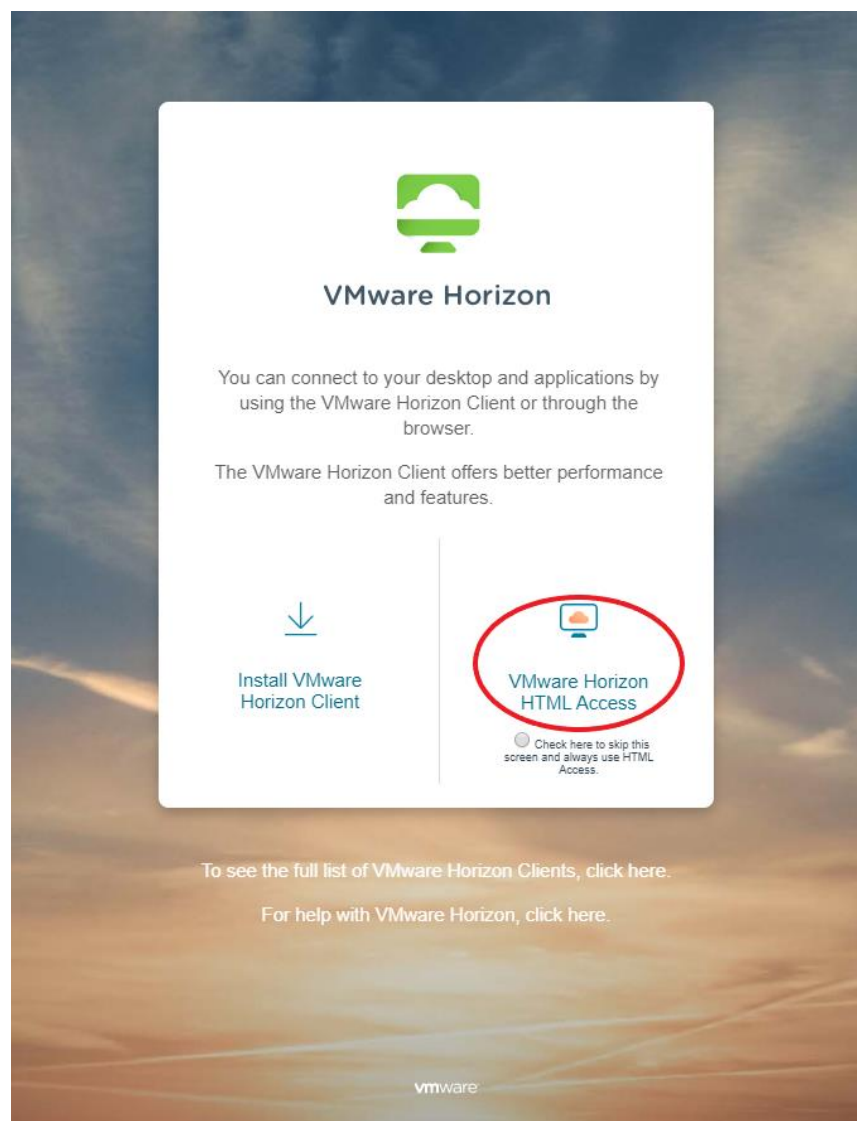 VMware Horizon
You can connect to your desktop and applications by
using the VMware Horizon Client or through the
browser.
The VMware Horizon Client offers better performance
and features.
Install VMware
Horizon Client
VMware Horizon
HTML Access
Check here to skip this
screen and always use HTML
Access.
To see the full list of VMware Horizon Clients, click here.
For help with VMware Horizon, click here.
vmware